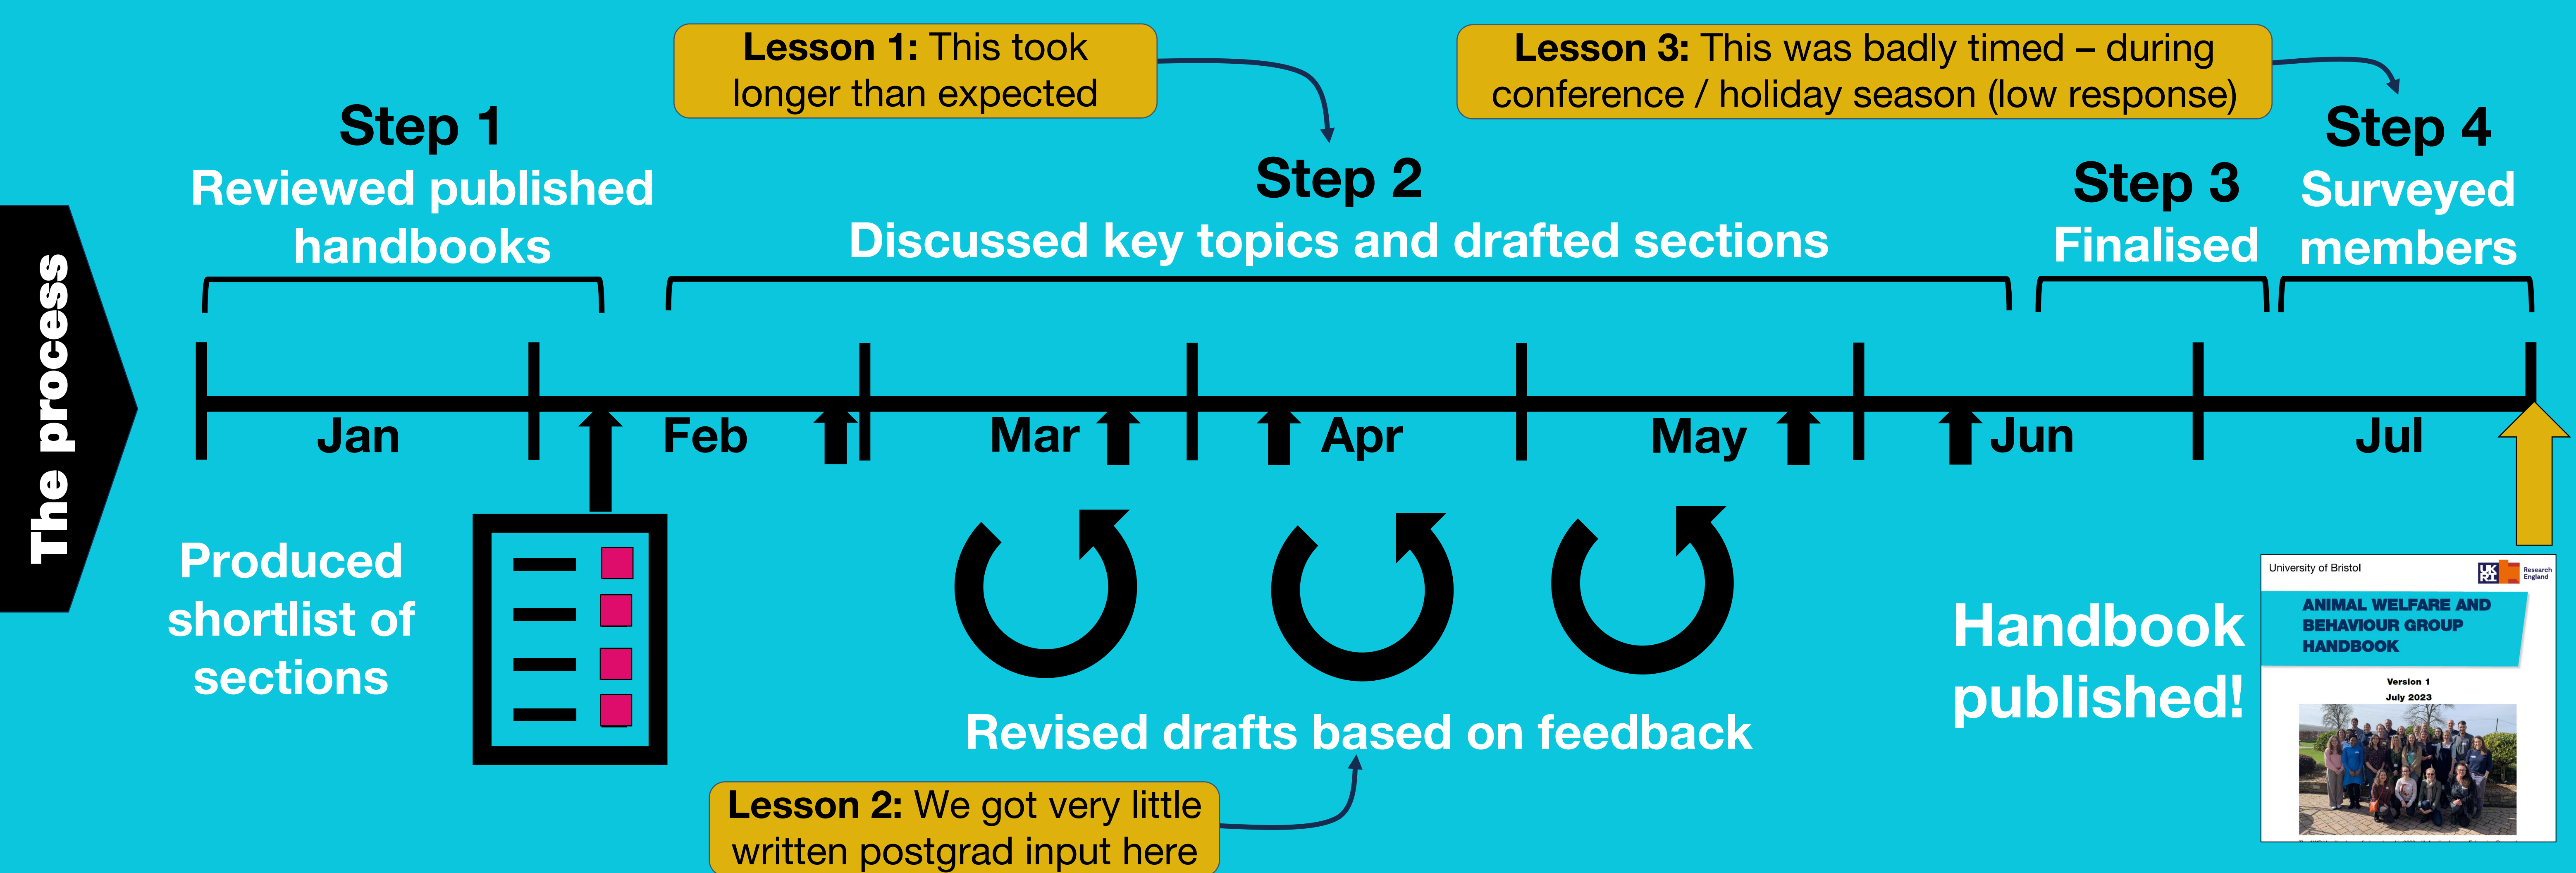 The process
Lesson 1: This took
longer than expected
Lesson 3: This was badly timed – during
conference / holiday season (low response)
Step 1
Reviewed published
handbooks
Step 2
Discussed key topics and drafted sections
Step 3
Finalised
Step 4
Surveyed
members
Jan
Feb
Mar
Apr
May
Jun
Jul
Produced
shortlist of
sections
Revised drafts based on feedback
Lesson 2: We got very little
written postgrad input here
Handbook
published!
University of Bristol
UK
RI
Research
England
ANIMAL WELFARE AND
BEHAVIOUR GROUP
HANDBOOK
Version 1
July 2023